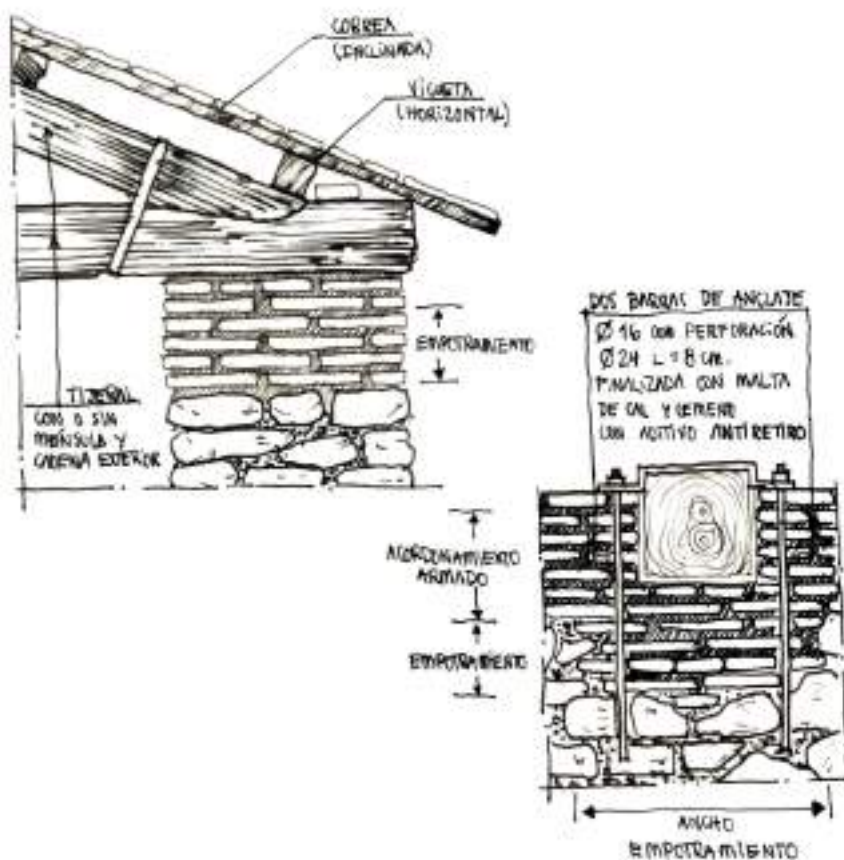 CORREA
(INCLINADA)
VIGUETA
(HORIZONTAL)
EMPOTRAMIENTO
TIJERAL
CON O SIN
MÉNSULA Y
CADENA EXTERIOR
DOS BARRAS DE ANCLAJE
Ø 16 CON PERFORACIÓN
Ø 24 L = 8 cm.
FINALIZADA CON MALTA
DE CAL Y CEMENO
CON ADITIVO ANTIRETIRO
ACORDONAMIENTO
ARMADO
EMPOTRAMIENTO
ANCHO
EMPOTRAMIENTO